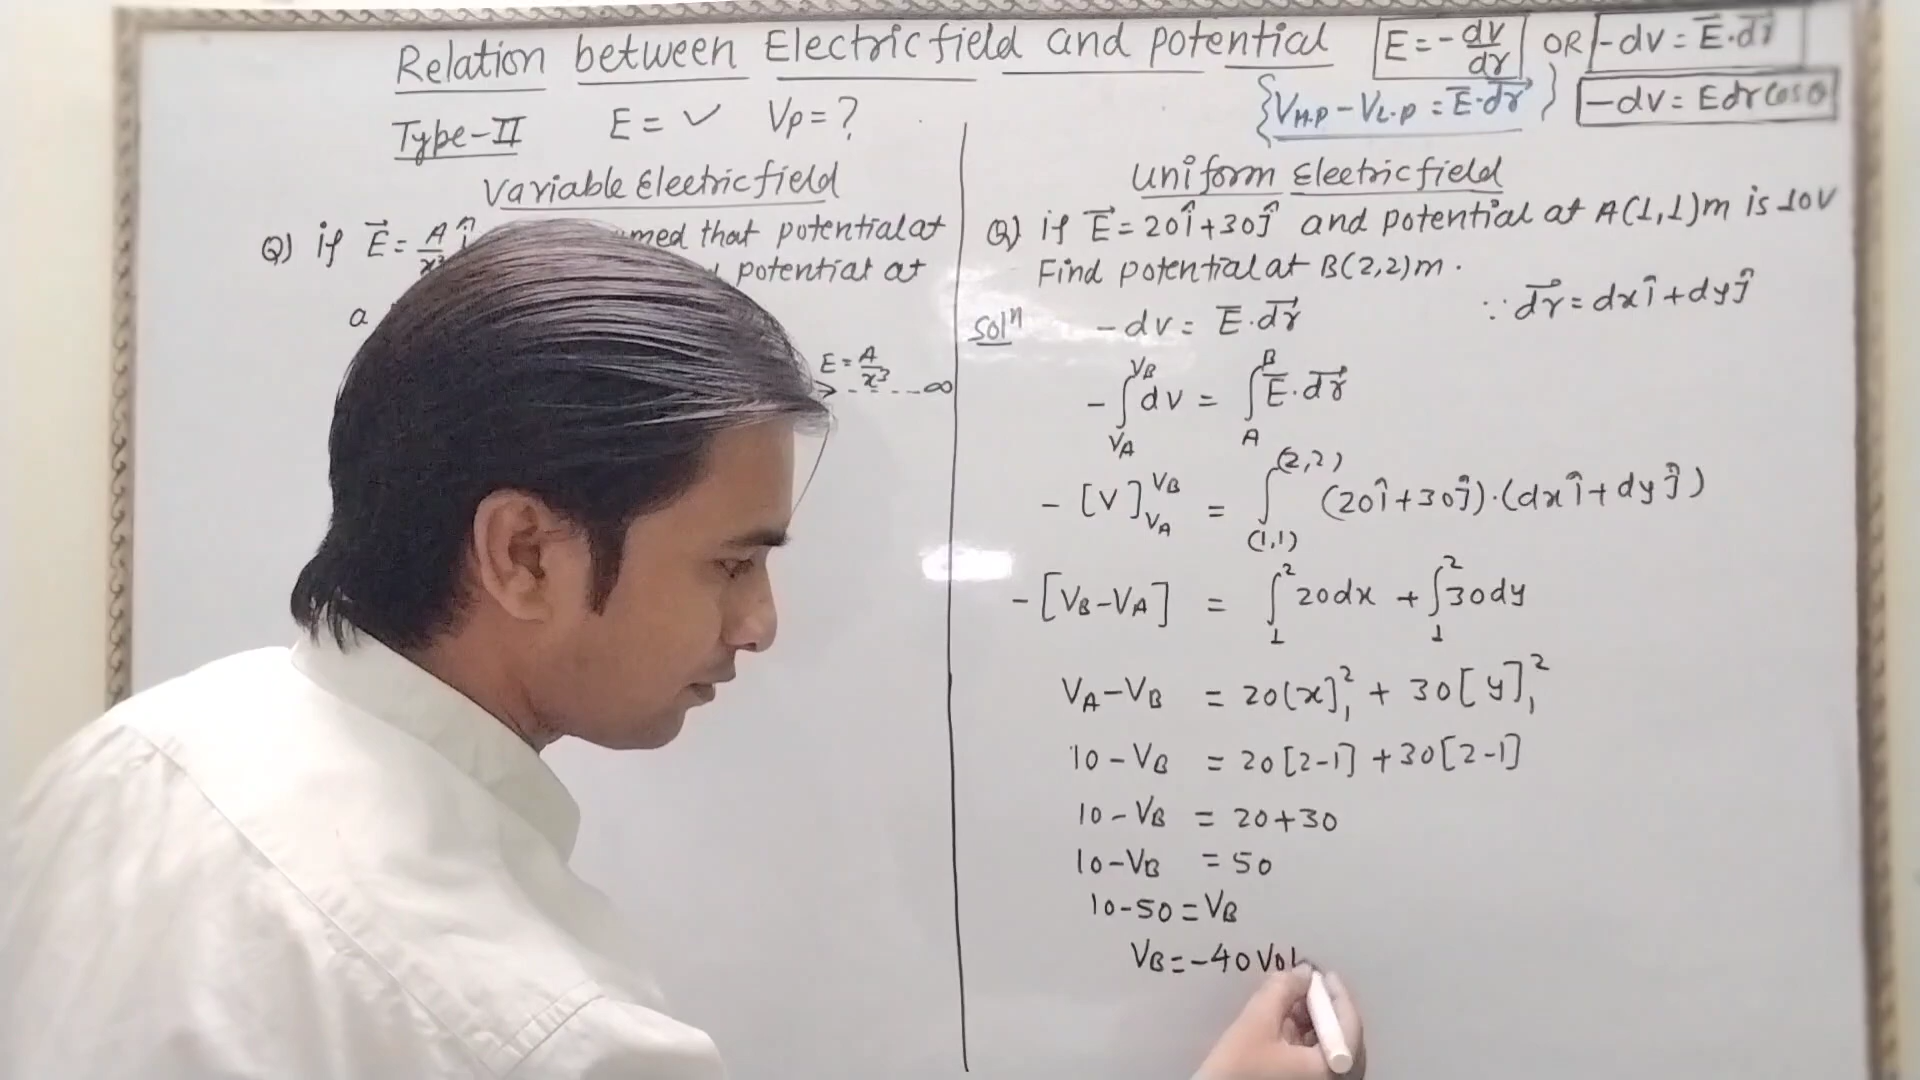 Relation between Electric field and potential E = -dv/dr OR -dv = E⃗·dr⃗
{V_H.P - V_L.P = E⃗·dr⃗} -dv = Edr cosθ
Type-II E = ✓ Vp = ?
Variable Electric field
Q) if E⃗ = A/x³ î med that potential at
potential at
a
E = A/x³
----∞
Uniform Electric field
Q) if E⃗ = 20î+30ĵ and potential at A(1,1)m is 10V
Find potential at B(2,2)m.
∵ dr⃗ = dxî+dyĵ
Solⁿ -dv = E⃗·dr⃗
-∫_{VA}^{VB} dv = ∫_A^B E⃗·dr⃗
-[V]_{VA}^{VB} = ∫_{(1,1)}^{(2,2)} (20î+30ĵ)·(dxî+dyĵ)
-[VB-VA] = ∫_1^2 20dx + ∫_1^2 30dy
VA-VB = 20[x]_1^2 + 30[y]_1^2
10-VB = 20[2-1] +30[2-1]
10-VB = 20+30
10-VB = 50
10-50 = VB
VB = -40 Vol